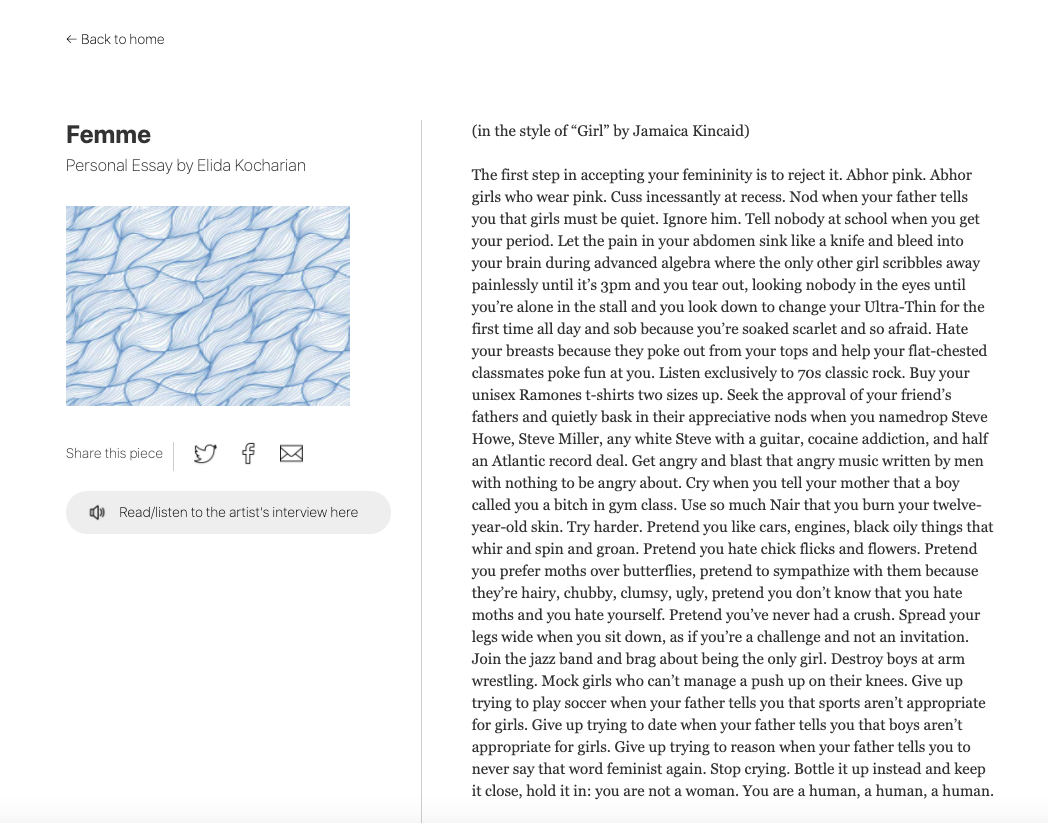 ← Back to home
Femme
Personal Essay by Elida Kocharian
Share this piece
Read/listen to the artist's interview here
(in the style of “Girl” by Jamaica Kincaid)
The first step in accepting your femininity is to reject it. Abhor pink. Abhor
girls who wear pink. Cuss incessantly at recess. Nod when your father tells
you that girls must be quiet. Ignore him. Tell nobody at school when you get
your period. Let the pain in your abdomen sink like a knife and bleed into
your brain during advanced algebra where the only other girl scribbles away
painlessly until it’s 3pm and you tear out, looking nobody in the eyes until
you’re alone in the stall and you look down to change your Ultra-Thin for the
first time all day and sob because you’re soaked scarlet and so afraid. Hate
your breasts because they poke out from your tops and help your flat-chested
classmates poke fun at you. Listen exclusively to 70s classic rock. Buy your
unisex Ramones t-shirts two sizes up. Seek the approval of your friend’s
fathers and quietly bask in their appreciative nods when you namedrop Steve
Howe, Steve Miller, any white Steve with a guitar, cocaine addiction, and half
an Atlantic record deal. Get angry and blast that angry music written by men
with nothing to be angry about. Cry when you tell your mother that a boy
called you a bitch in gym class. Use so much Nair that you burn your twelve-
year-old skin. Try harder. Pretend you like cars, engines, black oily things that
whir and spin and groan. Pretend you hate chick flicks and flowers. Pretend
you prefer moths over butterflies, pretend to sympathize with them because
they’re hairy, chubby, clumsy, ugly, pretend you don’t know that you hate
moths and you hate yourself. Pretend you’ve never had a crush. Spread your
legs wide when you sit down, as if you’re a challenge and not an invitation.
Join the jazz band and brag about being the only girl. Destroy boys at arm
wrestling. Mock girls who can’t manage a push up on their knees. Give up
trying to play soccer when your father tells you that sports aren’t appropriate
for girls. Give up trying to date when your father tells you that boys aren’t
appropriate for girls. Give up trying to reason when your father tells you to
never say that word feminist again. Stop crying. Bottle it up instead and keep
it close, hold it in: you are not a woman. You are a human, a human, a human.